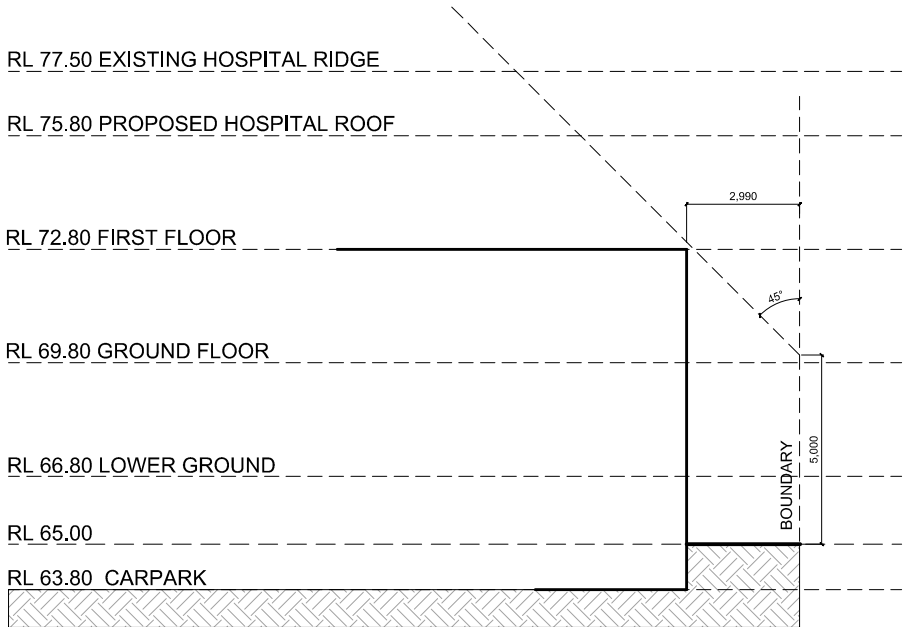 RL 77.50 EXISTING HOSPITAL RIDGE
RL 75.80 PROPOSED HOSPITAL ROOF
2,990
RL 72.80 FIRST FLOOR
45°
RL 69.80 GROUND FLOOR
5,000
BOUNDARY
RL 66.80 LOWER GROUND
RL 65.00
RL 63.80 CARPARK